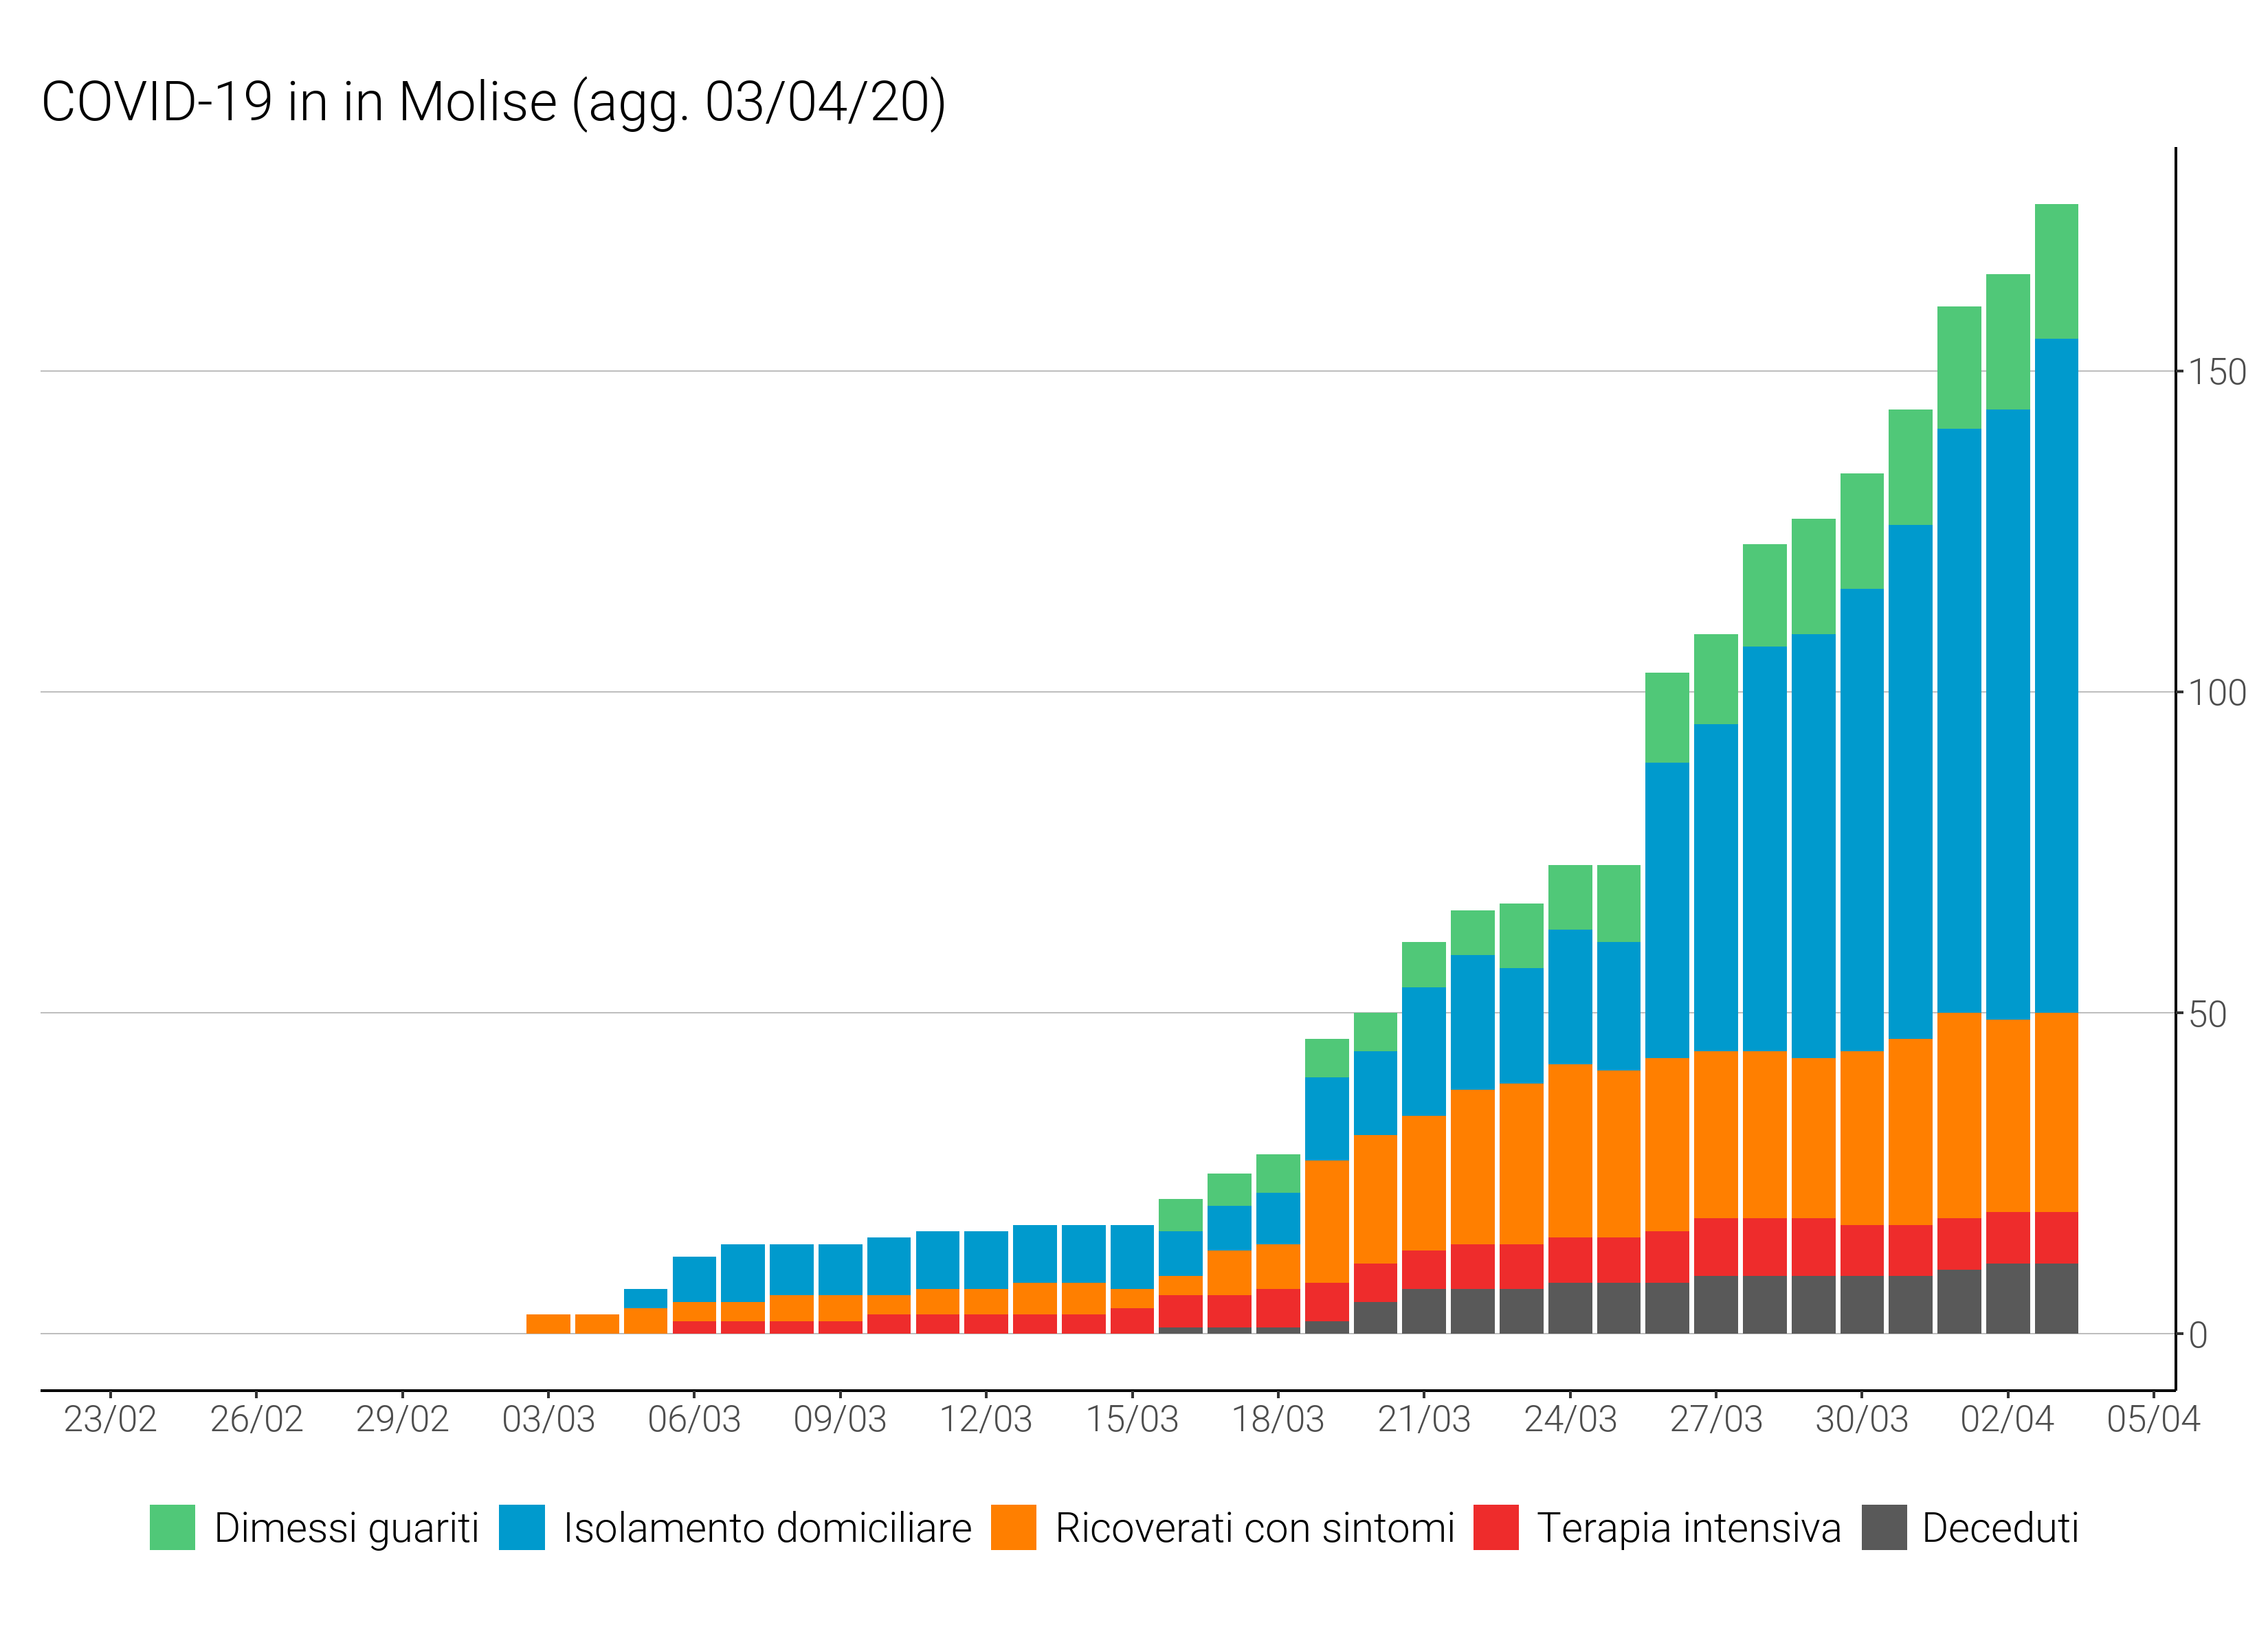 COVID-19 in in Molise (agg. 03/04/20)
150
100
50
0
23/02 26/02 29/02 03/03 06/03 09/03 12/03 15/03 18/03 21/03 24/03 27/03 30/03 02/04 05/04
Dimessi guariti Isolamento domiciliare Ricoverati con sintomi Terapia intensiva Deceduti